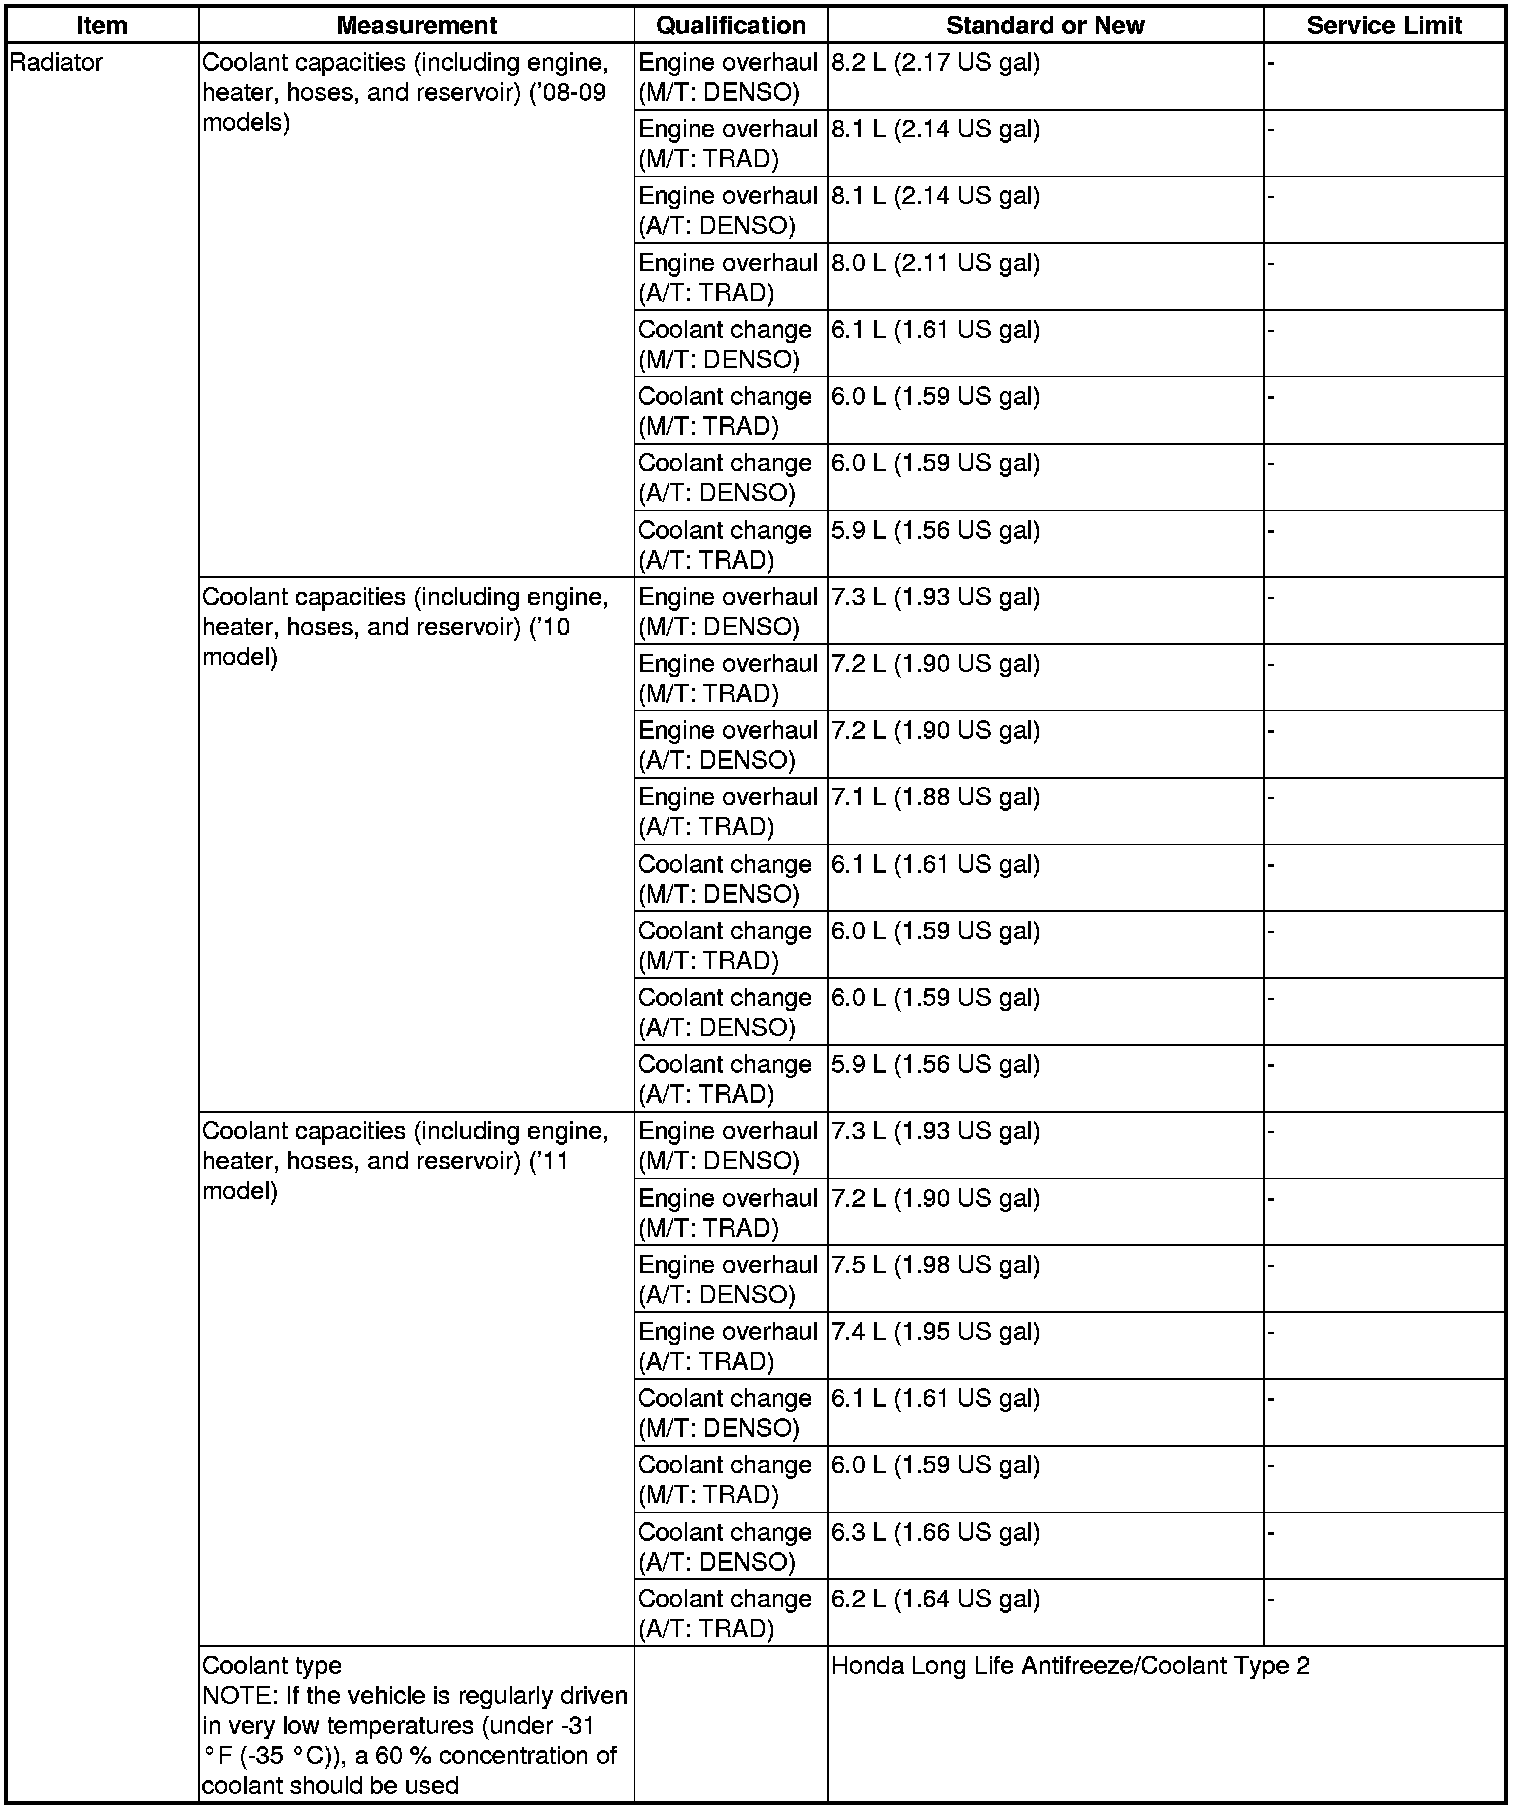 Item Measurement Qualification Standard or New Service Limit
Radiator Coolant capacities (including engine, Engine overhaul 8.2 L (2.17 US gal) -
heater, hoses, and reservoir) (’08-09 (M/T: DENSO)
models) Engine overhaul 8.1 L (2.14 US gal) -
(M/T: TRAD)
Engine overhaul 8.1 L (2.14 US gal) -
(A/T: DENSO)
Engine overhaul 8.0 L (2.11 US gal) -
(A/T: TRAD)
Coolant change 6.1 L (1.61 US gal) -
(M/T: DENSO)
Coolant change 6.0 L (1.59 US gal) -
(M/T: TRAD)
Coolant change 6.0 L (1.59 US gal) -
(A/T: DENSO)
Coolant change 5.9 L (1.56 US gal) -
(A/T: TRAD)
Coolant capacities (including engine, Engine overhaul 7.3 L (1.93 US gal) -
heater, hoses, and reservoir) (’10 (M/T: DENSO)
model) Engine overhaul 7.2 L (1.90 US gal) -
(M/T: TRAD)
Engine overhaul 7.2 L (1.90 US gal) -
(A/T: DENSO)
Engine overhaul 7.1 L (1.88 US gal) -
(A/T: TRAD)
Coolant change 6.1 L (1.61 US gal) -
(M/T: DENSO)
Coolant change 6.0 L (1.59 US gal) -
(M/T: TRAD)
Coolant change 6.0 L (1.59 US gal) -
(A/T: DENSO)
Coolant change 5.9 L (1.56 US gal) -
(A/T: TRAD)
Coolant capacities (including engine, Engine overhaul 7.3 L (1.93 US gal) -
heater, hoses, and reservoir) (’11 (M/T: DENSO)
model) Engine overhaul 7.2 L (1.90 US gal) -
(M/T: TRAD)
Engine overhaul 7.5 L (1.98 US gal) -
(A/T: DENSO)
Engine overhaul 7.4 L (1.95 US gal) -
(A/T: TRAD)
Coolant change 6.1 L (1.61 US gal) -
(M/T: DENSO)
Coolant change 6.0 L (1.59 US gal) -
(M/T: TRAD)
Coolant change 6.3 L (1.66 US gal) -
(A/T: DENSO)
Coolant change 6.2 L (1.64 US gal) -
(A/T: TRAD)
Coolant type Honda Long Life Antifreeze/Coolant Type 2
NOTE: If the vehicle is regularly driven
in very low temperatures (under -31
°F (-35 °C)), a 60 % concentration of
coolant should be used